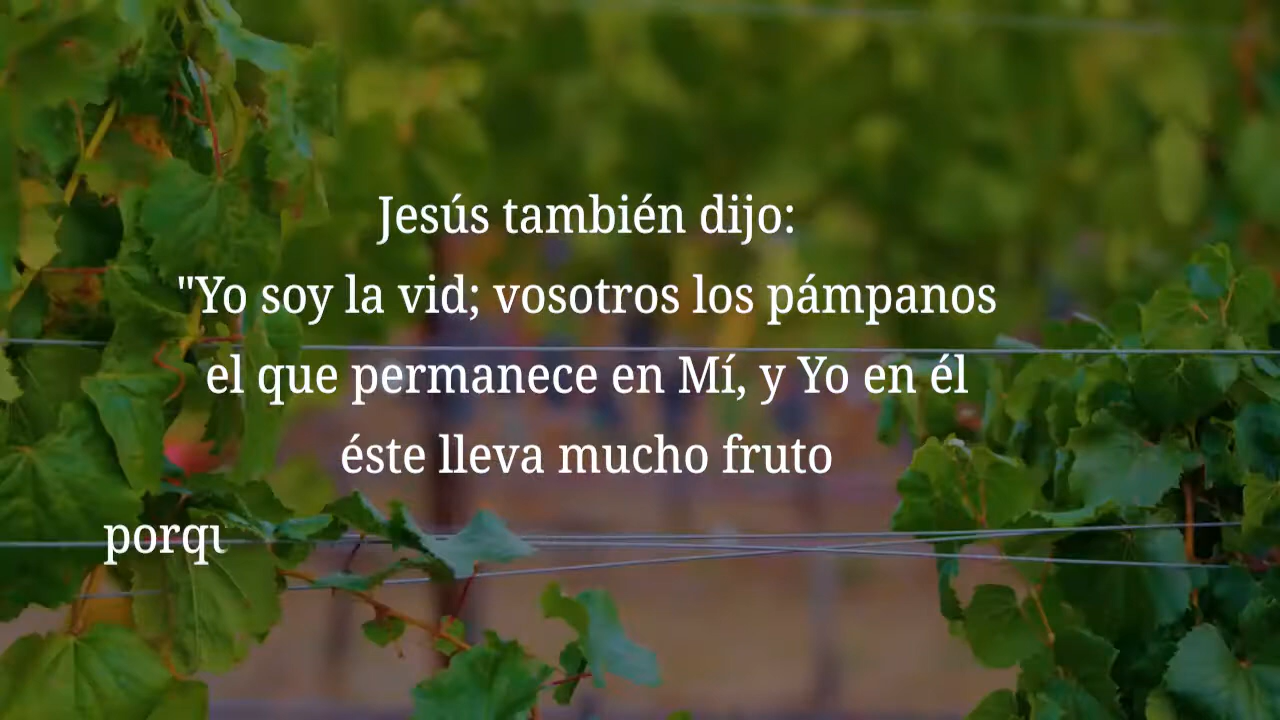 Jesús también dijo:
"Yo soy la vid; vosotros los pámpanos
el que permanece en Mí, y Yo en él
éste lleva mucho fruto